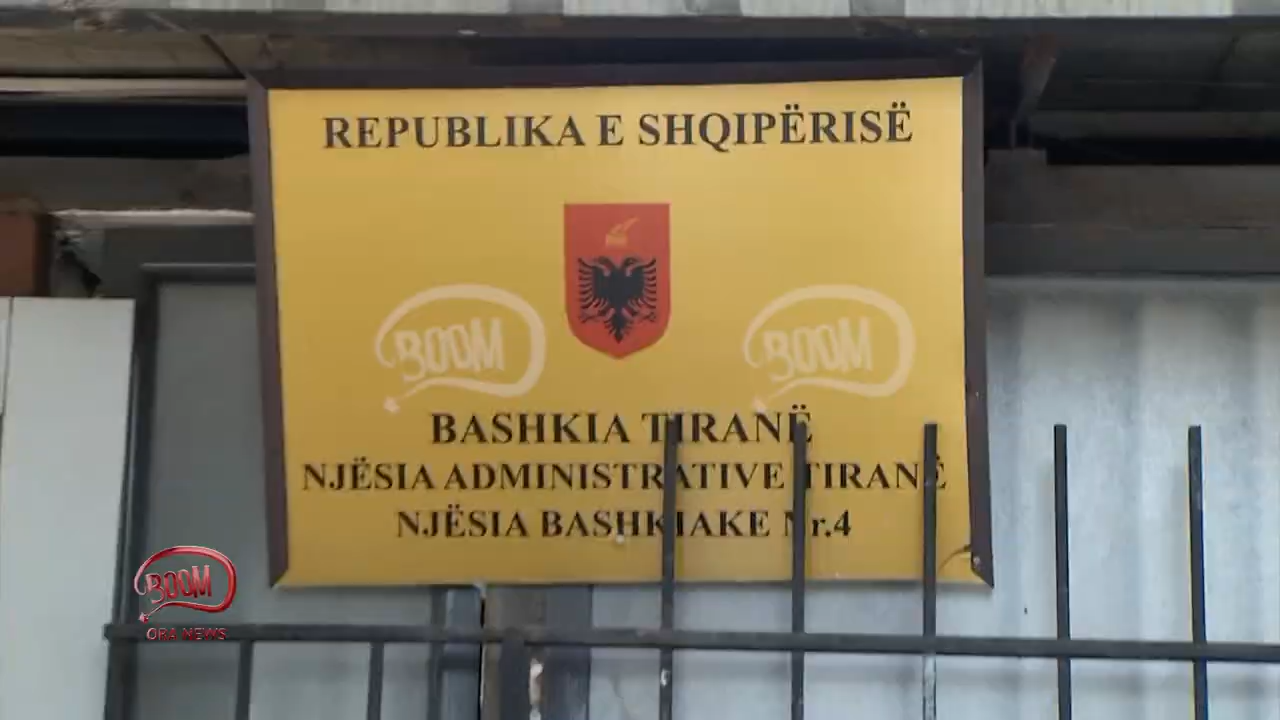 REPUBLIKA E SHQIPËRISË
BOOM
BOOM
BASHKIA TIRANË
NJËSIA ADMINISTRATIVE TIRANË
NJËSIA BASHKIAKE Nr.4
BOOM
ORA NEWS